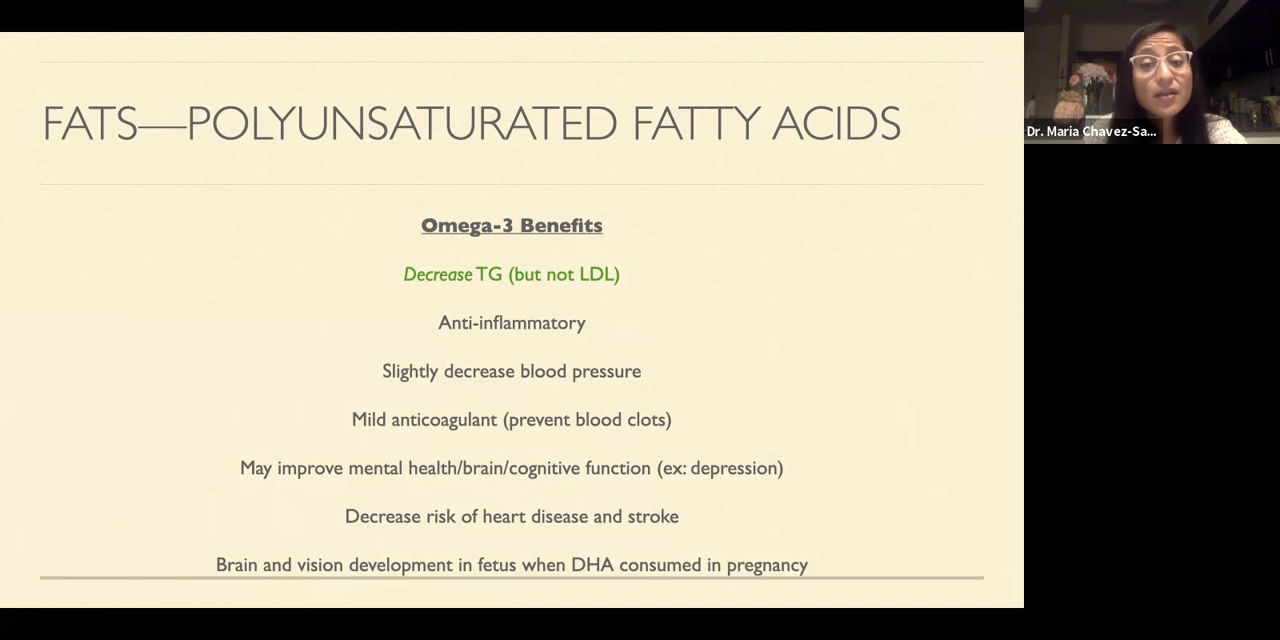 FATS—POLYUNSATURATED FATTY ACIDS
Omega-3 Benefits
Decrease TG (but not LDL)
Anti-inflammatory
Slightly decrease blood pressure
Mild anticoagulant (prevent blood clots)
May improve mental health/brain/cognitive function (ex: depression)
Decrease risk of heart disease and stroke
Brain and vision development in fetus when DHA consumed in pregnancy
Dr. Maria Chavez-Sa...